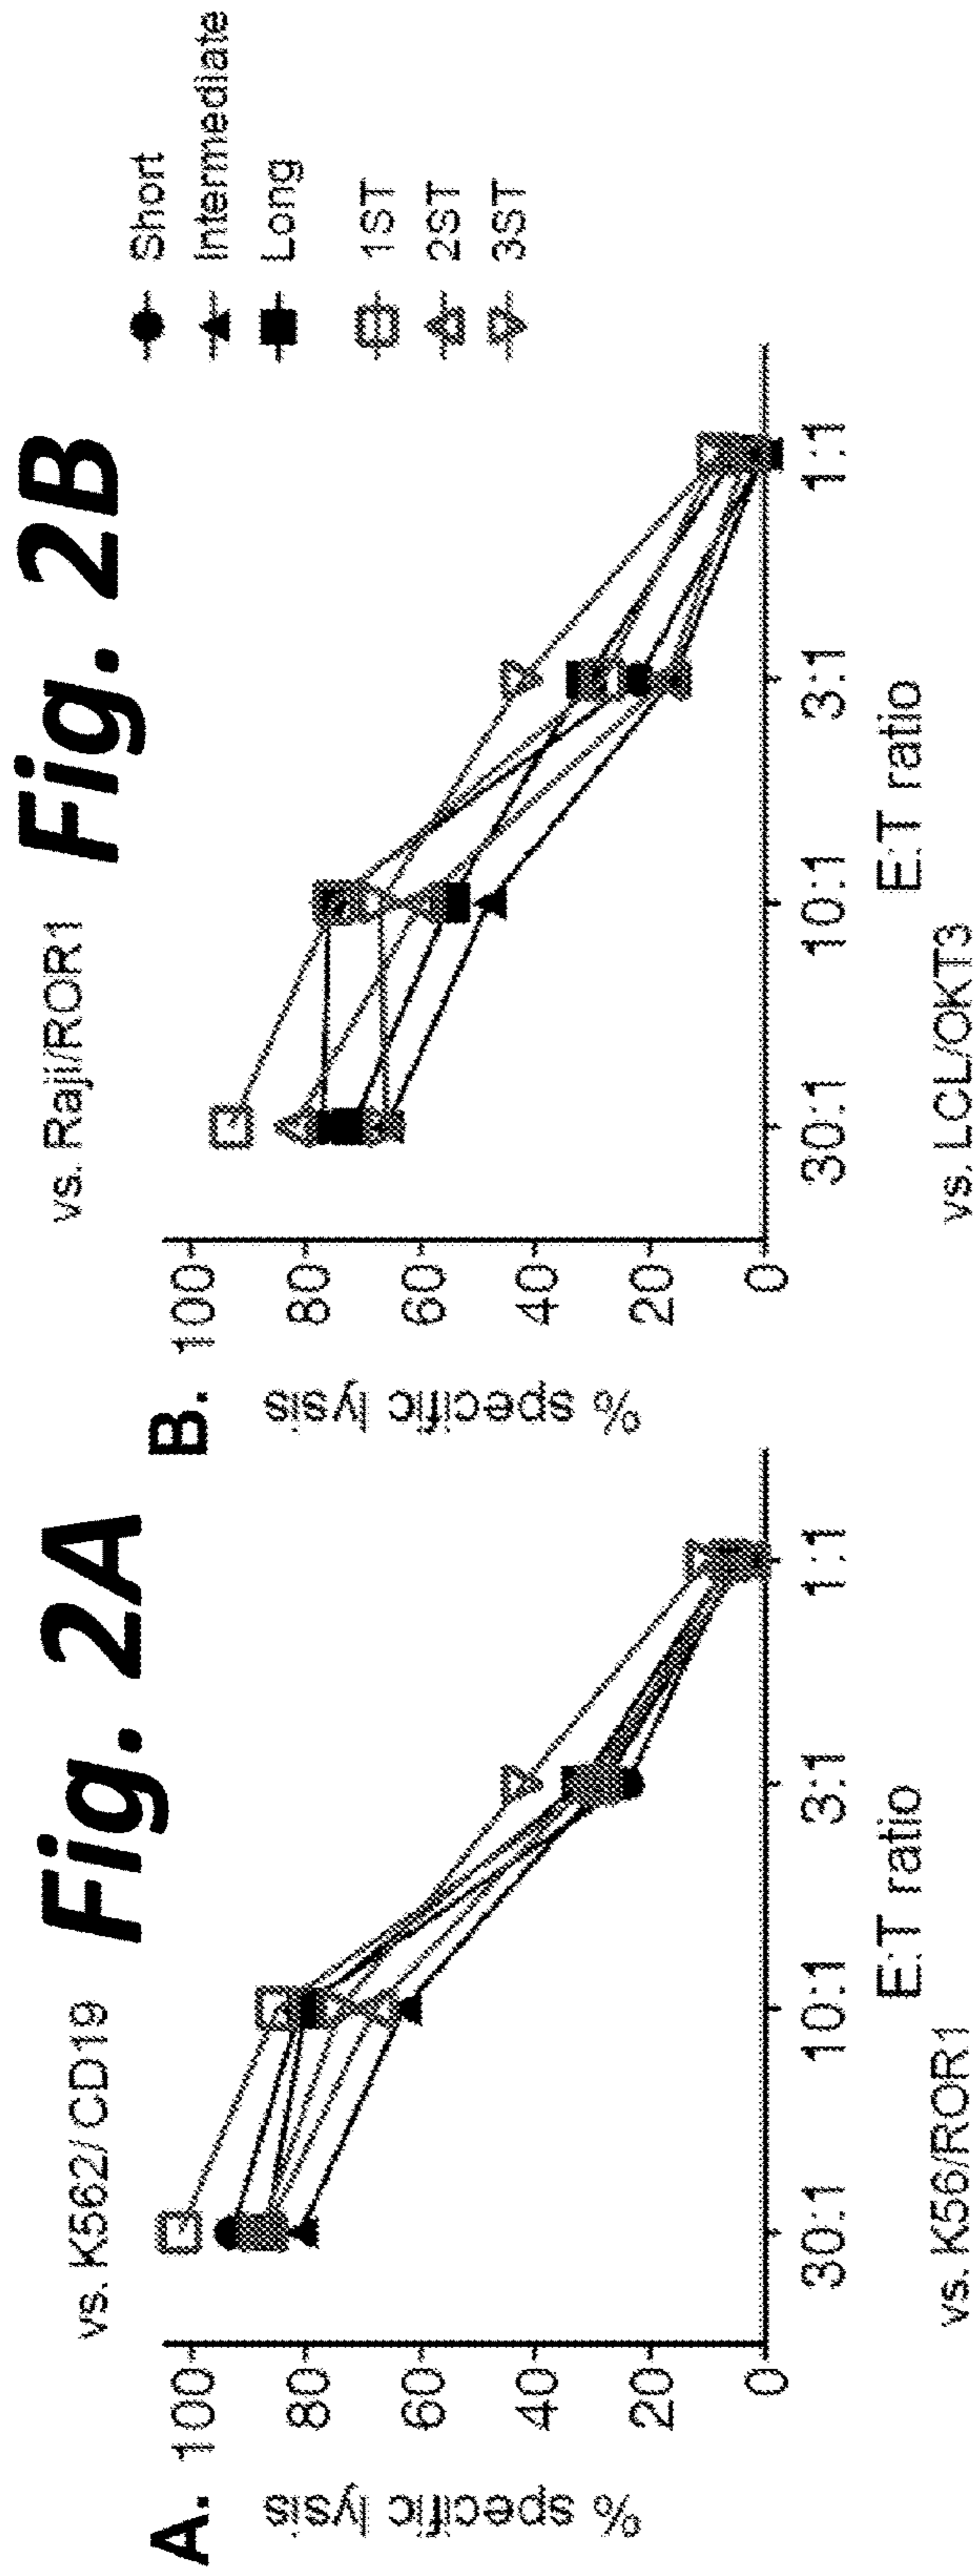 Fig. 2A
vs. K562/ CD19
A.
% specific lysis
100
80
60
40
20
0
30:1
10:1
3:1
1:1
E:T ratio
vs. K56/ROR1
Fig. 2B
vs. Raji/ROR1
B.
% specific lysis
100
80
60
40
20
0
30:1
10:1
3:1
1:1
E:T ratio
vs. LCL/OKT3
Short
Intermediate
Long
1ST
2ST
3ST